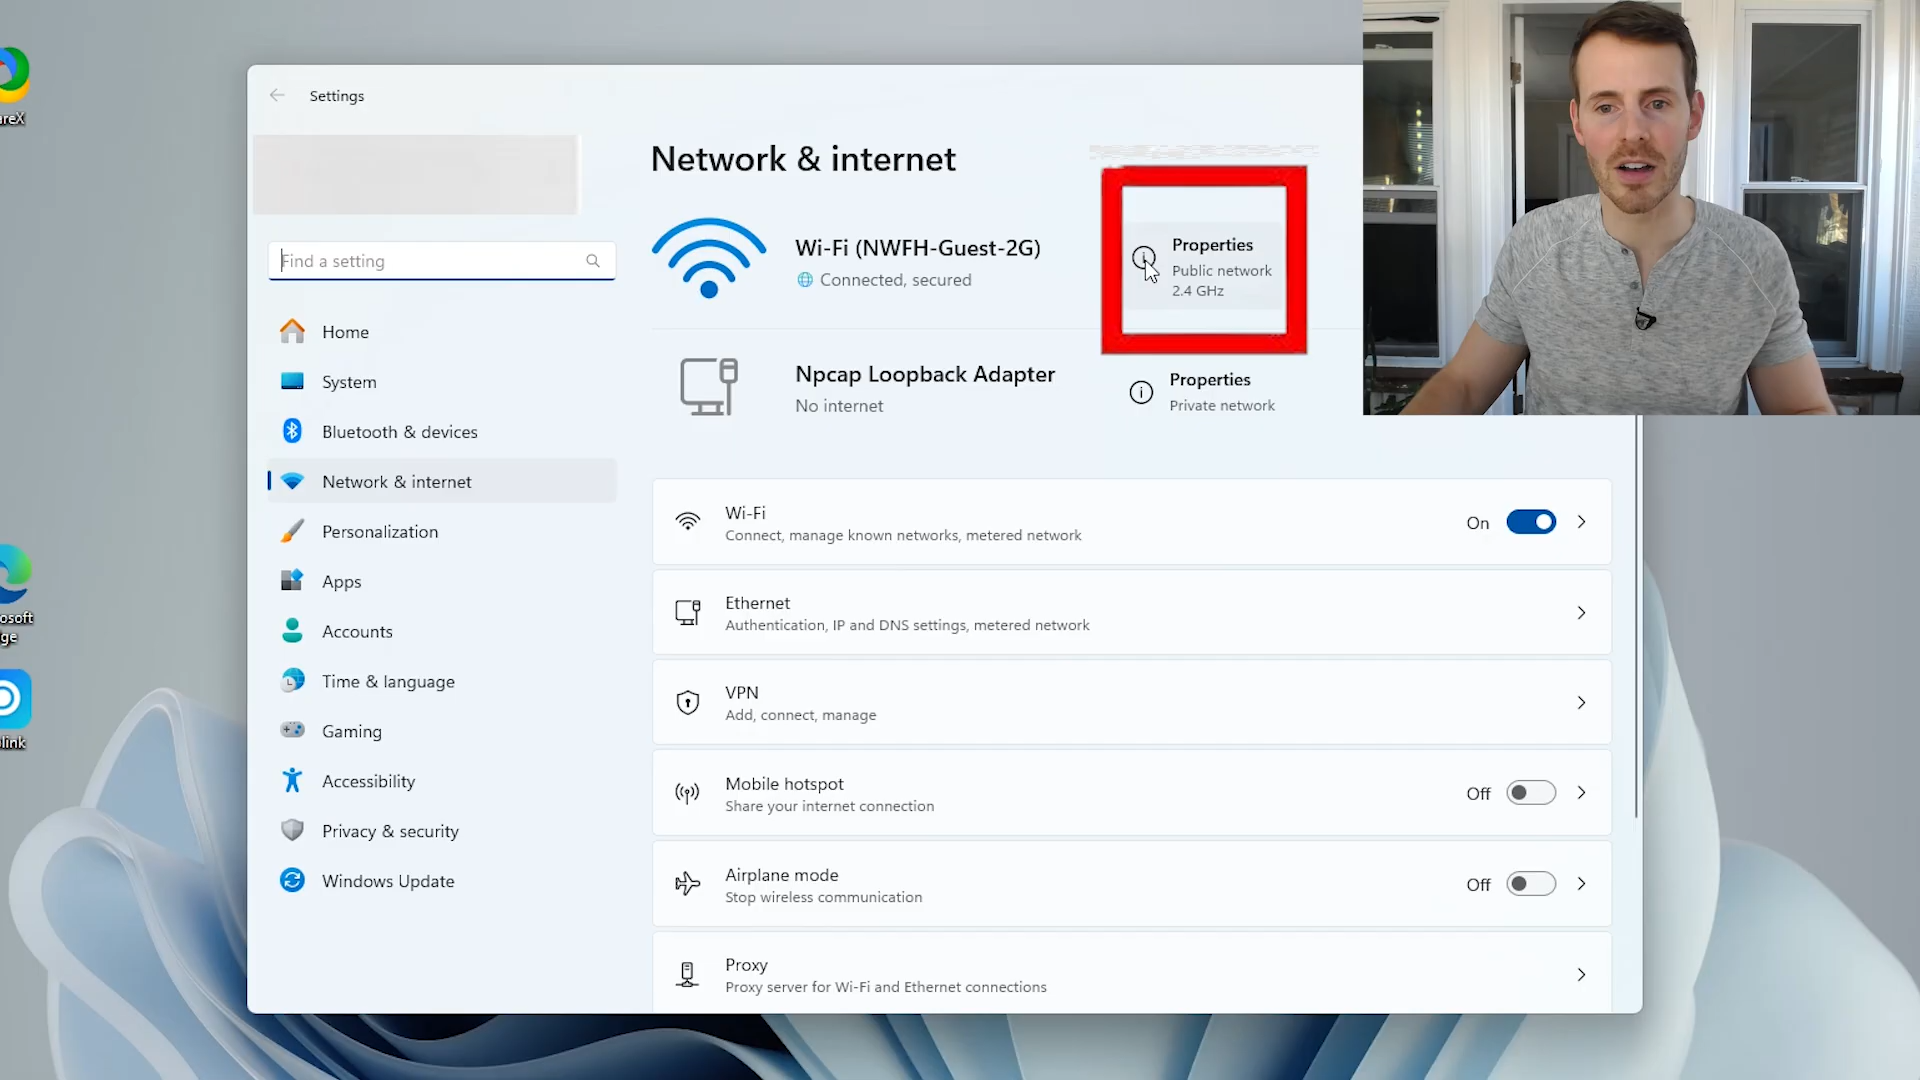 areX
osoft
ge
link
Settings
Find a setting
Home
System
Bluetooth & devices
Network & internet
Personalization
Apps
Accounts
Time & language
Gaming
Accessibility
Privacy & security
Windows Update
Network & internet
Wi-Fi (NWFH-Guest-2G)
Connected, secured
Properties
Public network
2.4 GHz
Npcap Loopback Adapter
No internet
Properties
Private network
Wi-Fi
Connect, manage known networks, metered network
On
Ethernet
Authentication, IP and DNS settings, metered network
VPN
Add, connect, manage
Mobile hotspot
Share your internet connection
Off
Airplane mode
Stop wireless communication
Off
Proxy
Proxy server for Wi-Fi and Ethernet connections